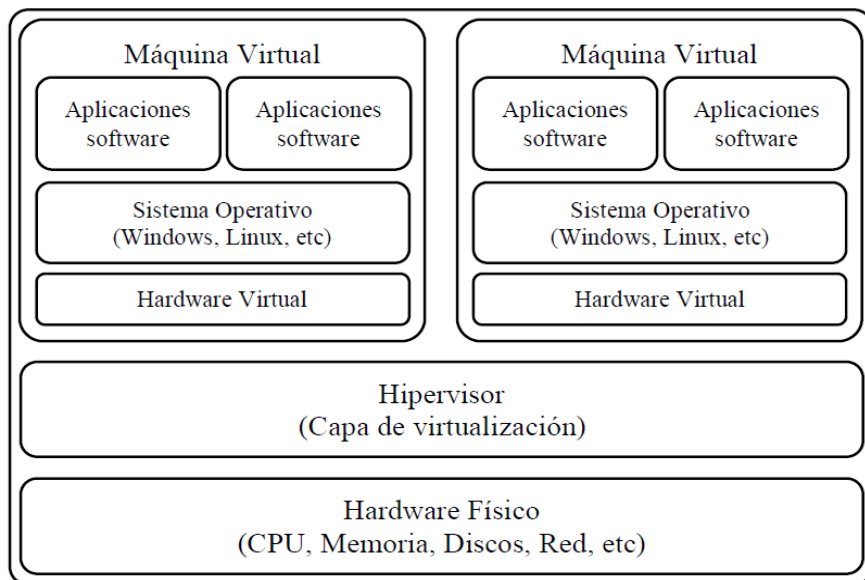 Máquina Virtual
Aplicaciones
software
Aplicaciones
software
Sistema Operativo
(Windows, Linux, etc)
Hardware Virtual
Máquina Virtual
Aplicaciones
software
Aplicaciones
software
Sistema Operativo
(Windows, Linux, etc)
Hardware Virtual
Hipervisor
(Capa de virtualización)
Hardware Físico
(CPU, Memoria, Discos, Red, etc)